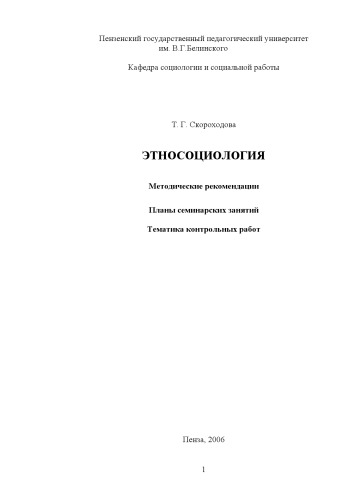 Пензенский государственный педагогический университет
им. В.Г.Белинского
Кафедра социологии и социальной работы
Т. Г. Скороходова
ЭТНОСОЦИОЛОГИЯ
Методические рекомендации
Планы семинарских занятий
Тематика контрольных работ
Пенза, 2006
1